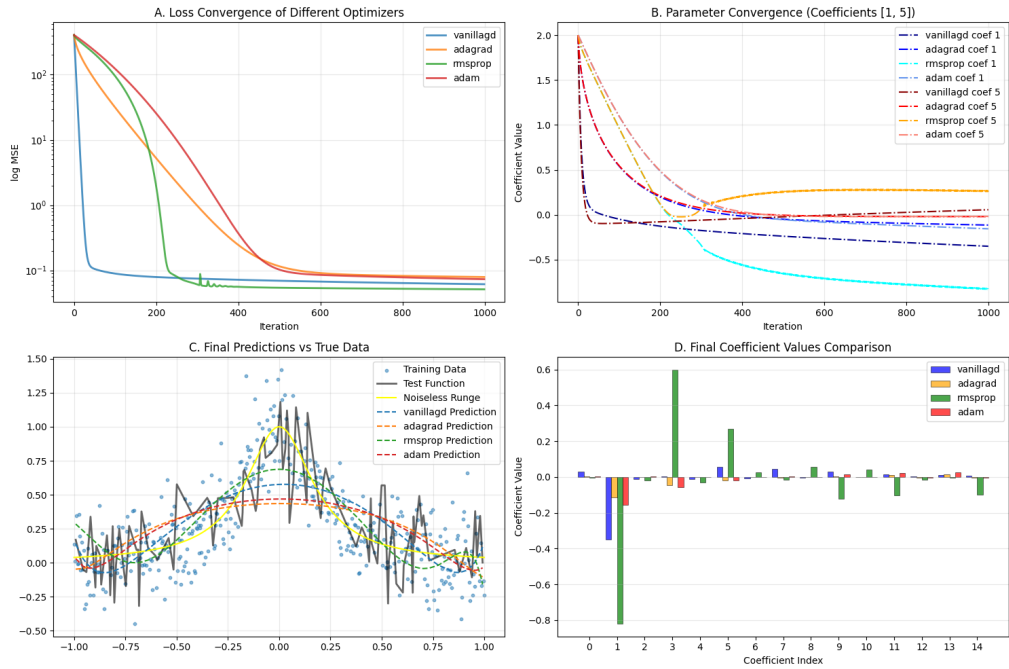 A. Loss Convergence of Different Optimizers
log MSE
10²
10¹
10⁰
10⁻¹
0
200
400
600
800
1000
Iteration
vanillagd
adagrad
rmsprop
adam
B. Parameter Convergence (Coefficients [1, 5])
Coefficient Value
2.0
1.5
1.0
0.5
0.0
−0.5
0
200
400
600
800
1000
Iteration
vanillagd coef 1
adagrad coef 1
rmsprop coef 1
adam coef 1
vanillagd coef 5
adagrad coef 5
rmsprop coef 5
adam coef 5
C. Final Predictions vs True Data
1.50
1.25
1.00
0.75
0.50
0.25
0.00
−0.25
−0.50
−1.00
−0.75
−0.50
−0.25
0.00
0.25
0.50
0.75
1.00
Training Data
Test Function
Noiseless Runge
vanillagd Prediction
adagrad Prediction
rmsprop Prediction
adam Prediction
D. Final Coefficient Values Comparison
Coefficient Value
0.6
0.4
0.2
0.0
−0.2
−0.4
−0.6
−0.8
0
1
2
3
4
5
6
7
8
9
10
11
12
13
14
Coefficient Index
vanillagd
adagrad
rmsprop
adam